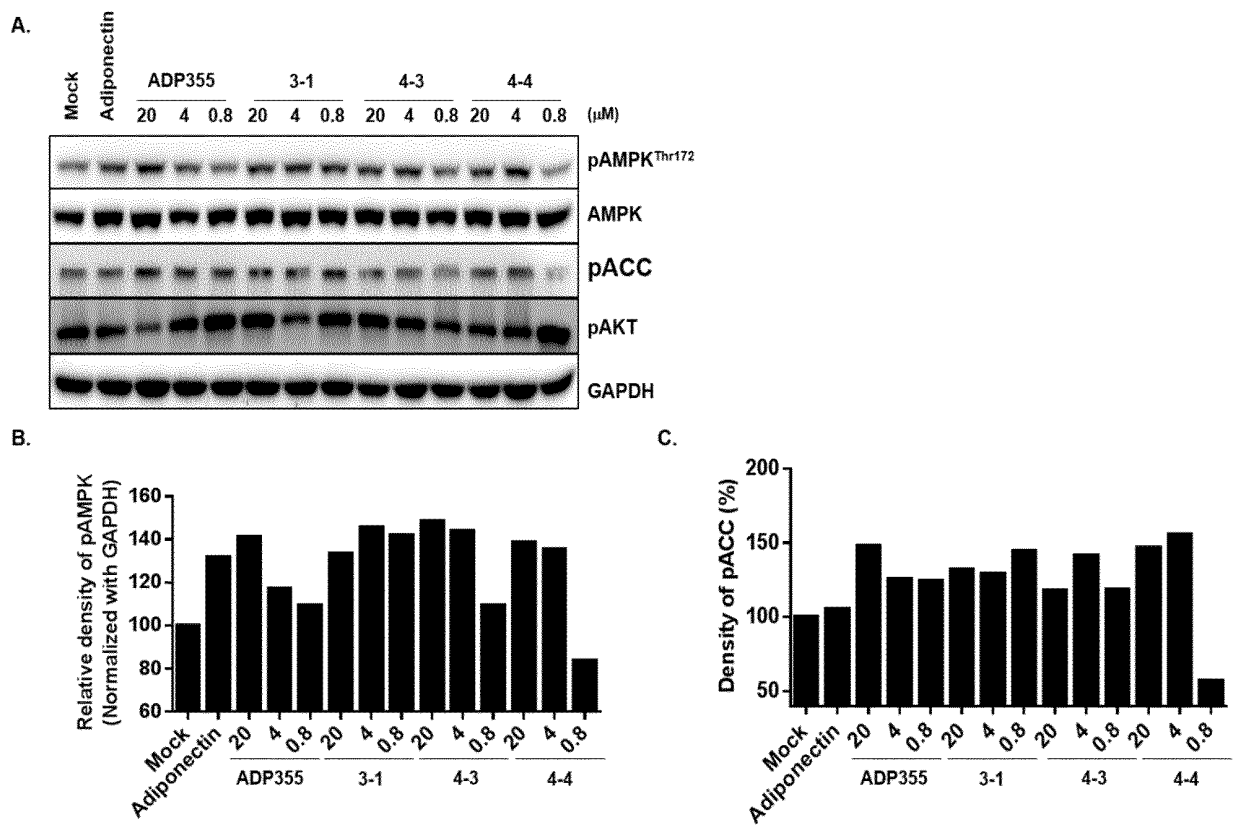 A.
Mock
Adiponectin
ADP355 3-1 4-3 4-4
20 4 0.8 20 4 0.8 20 4 0.8 20 4 0.8 (μM)
pAMPKThr172
AMPK
pACC
pAKT
GAPDH
B.
Relative density of pAMPK
(Normalized with GAPDH)
160
140
120
100
80
60
Mock Adiponectin 20 4 0.8 20 4 0.8 20 4 0.8 20 4 0.8
ADP355 3-1 4-3 4-4
C.
Density of pACC (%)
200
150
100
50
Mock Adiponectin 20 4 0.8 20 4 0.8 20 4 0.8 20 4 0.8
ADP355 3-1 4-3 4-4